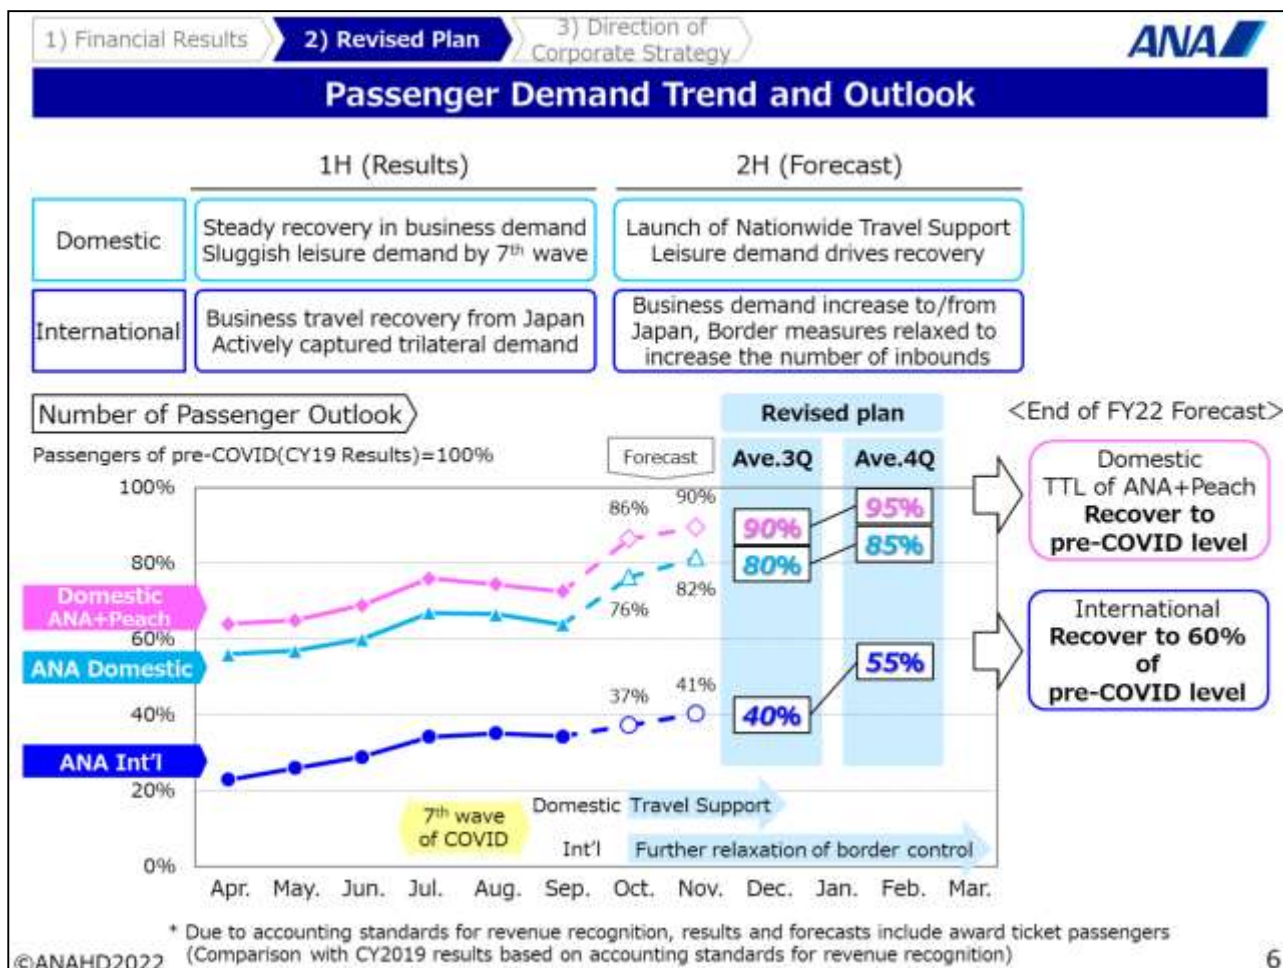 1) Financial Results
2) Revised Plan
3) Direction of
Corporate Strategy
ANA
Passenger Demand Trend and Outlook
1H (Results)
2H (Forecast)
Domestic
Steady recovery in business demand
Sluggish leisure demand by 7th wave
Launch of Nationwide Travel Support
Leisure demand drives recovery
International
Business travel recovery from Japan
Actively captured trilateral demand
Business demand increase to/from
Japan, Border measures relaxed to
increase the number of inbounds
Number of Passenger Outlook
Passengers of pre-COVID(CY19 Results)=100%
Forecast
Revised plan
Ave.3Q
Ave.4Q
<End of FY22 Forecast>
100%
80%
60%
40%
20%
0%
Domestic
ANA+Peach
ANA Domestic
ANA Int'l
86%
90%
76%
82%
37%
41%
90%
95%
80%
85%
40%
55%
Domestic
TTL of ANA+Peach
Recover to
pre-COVID level
International
Recover to 60%
of
pre-COVID level
7th wave
of COVID
Domestic Travel Support
Int'l Further relaxation of border control
Apr. May. Jun. Jul. Aug. Sep. Oct. Nov. Dec. Jan. Feb. Mar.
* Due to accounting standards for revenue recognition, results and forecasts include award ticket passengers
(Comparison with CY2019 results based on accounting standards for revenue recognition)
©ANAHD2022
6